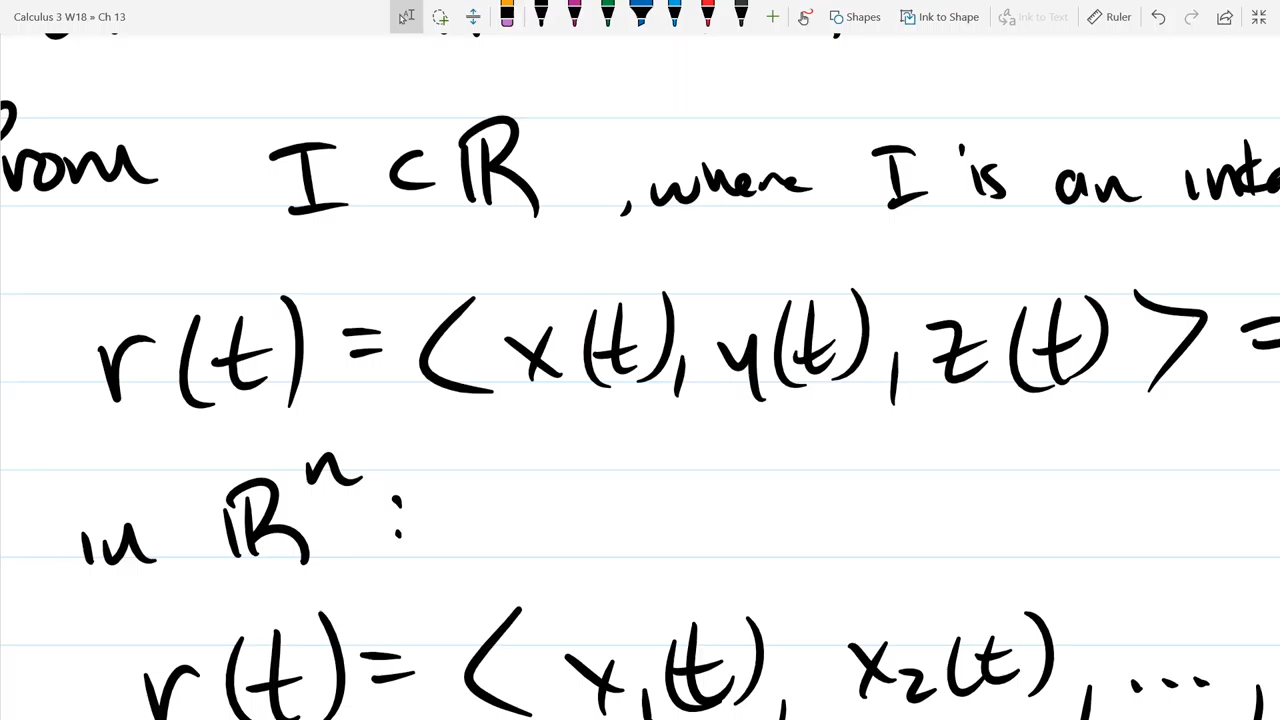 Calculus 3 W18 » Ch 13
Shapes Ink to Shape Ink to Text Ruler
from I ⊂ ℝ , where I is an inte
r(t) = ⟨ x(t), y(t), z(t) ⟩ =
in ℝⁿ :
r(t) = ⟨ x₁(t), x₂(t), ...,